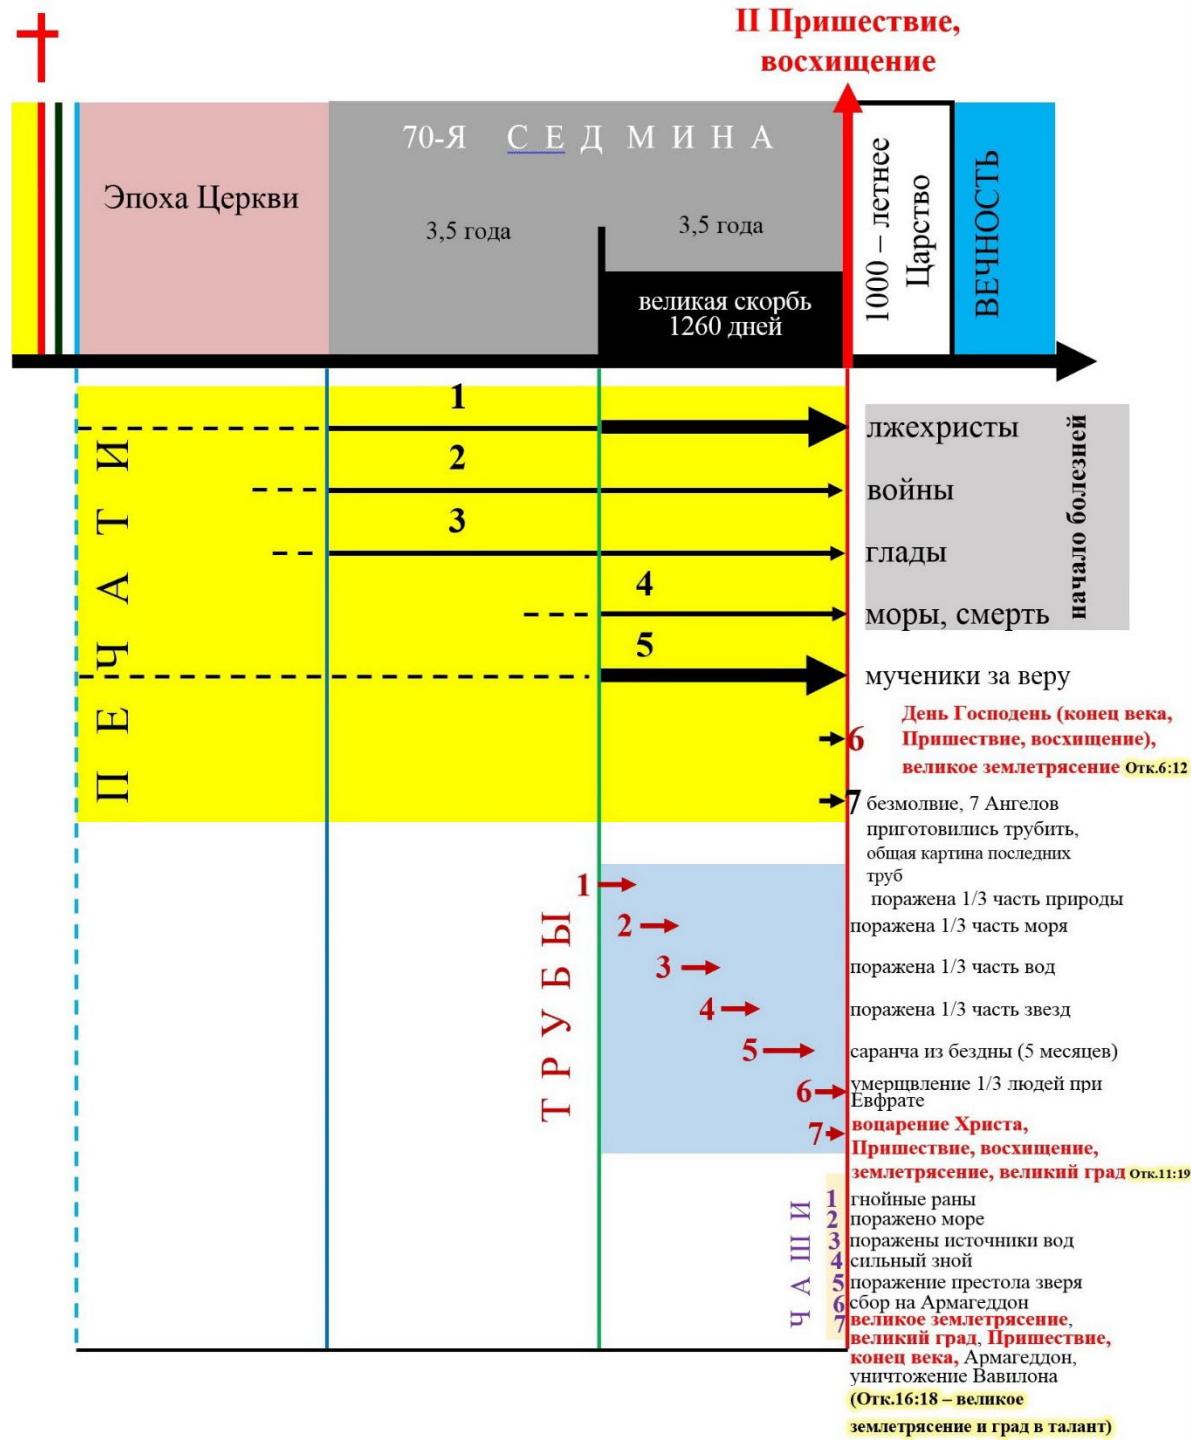 II Пришествие,
восхищение
70-Я СЕДМИНА
Эпоха Церкви
3,5 года
3,5 года
великая скорбь
1260 дней
1000 – летнее
Царство
ВЕЧНОСТЬ
ПЕЧАТИ
1
лжехристы
2
войны
3
глады
4
моры, смерть
начало болезней
5
мученики за веру
6
День Господень (конец века,
Пришествие, восхищение),
великое землетрясение Отк.6:12
7
безмолвие, 7 Ангелов
приготовились трубить,
общая картина последних
труб
ТРУБЫ
1
поражена 1/3 часть природы
2
поражена 1/3 часть моря
3
поражена 1/3 часть вод
4
поражена 1/3 часть звезд
5
саранча из бездны (5 месяцев)
6
умерщвление 1/3 людей при
Евфрате
7
воцарение Христа,
Пришествие, восхищение,
землетрясение, великий град Отк.11:19
ЧАШИ
1 гнойные раны
2 поражено море
3 поражены источники вод
4 сильный зной
5 поражение престола зверя
6 сбор на Армагеддон
7 великое землетрясение,
великий град, Пришествие,
конец века, Армагеддон,
уничтожение Вавилона
(Отк.16:18 – великое
землетрясение и град в талант)